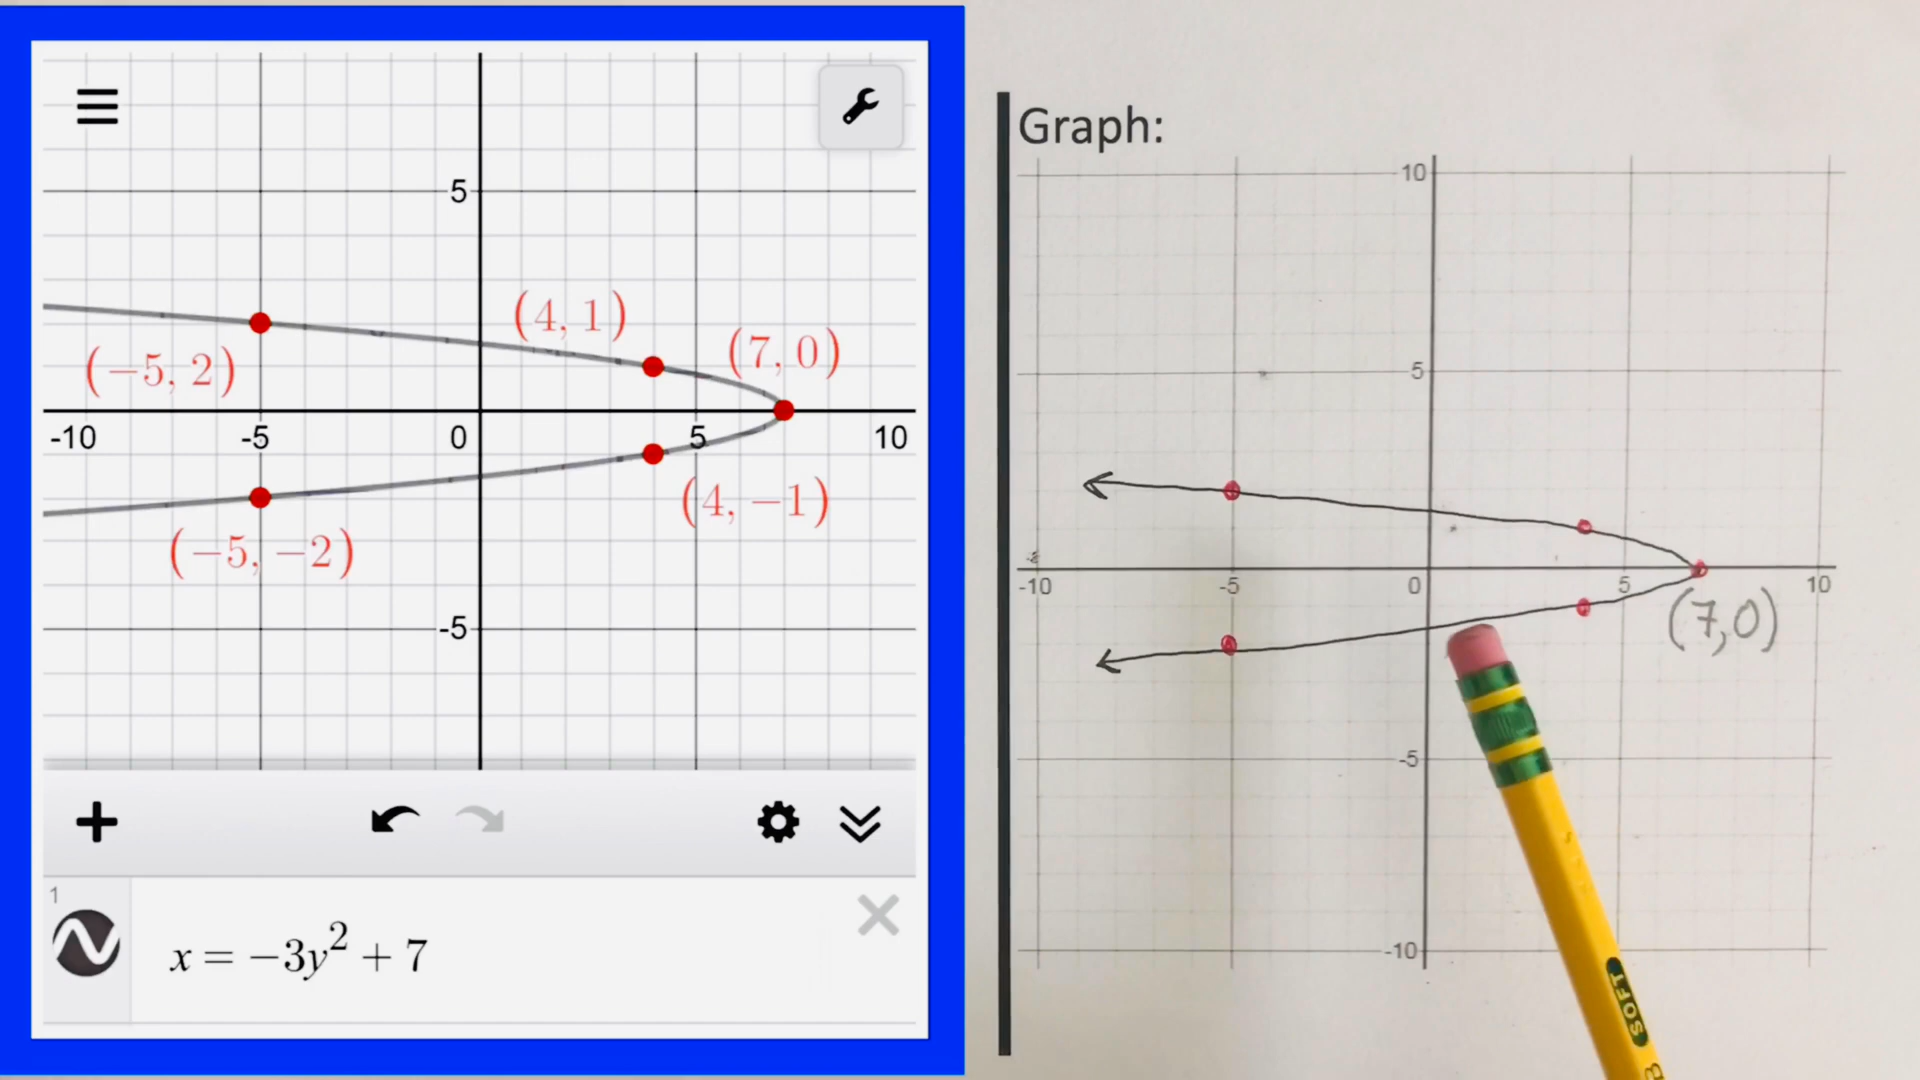 5
(4, 1)
(7, 0)
(−5, 2)
-10 -5 0 5 10
(4, −1)
(−5, −2)
-5
1
x = −3y² + 7
Graph:
10
5
-10 -5 0 5 10
(7,0)
-5
-10
SOFT
B